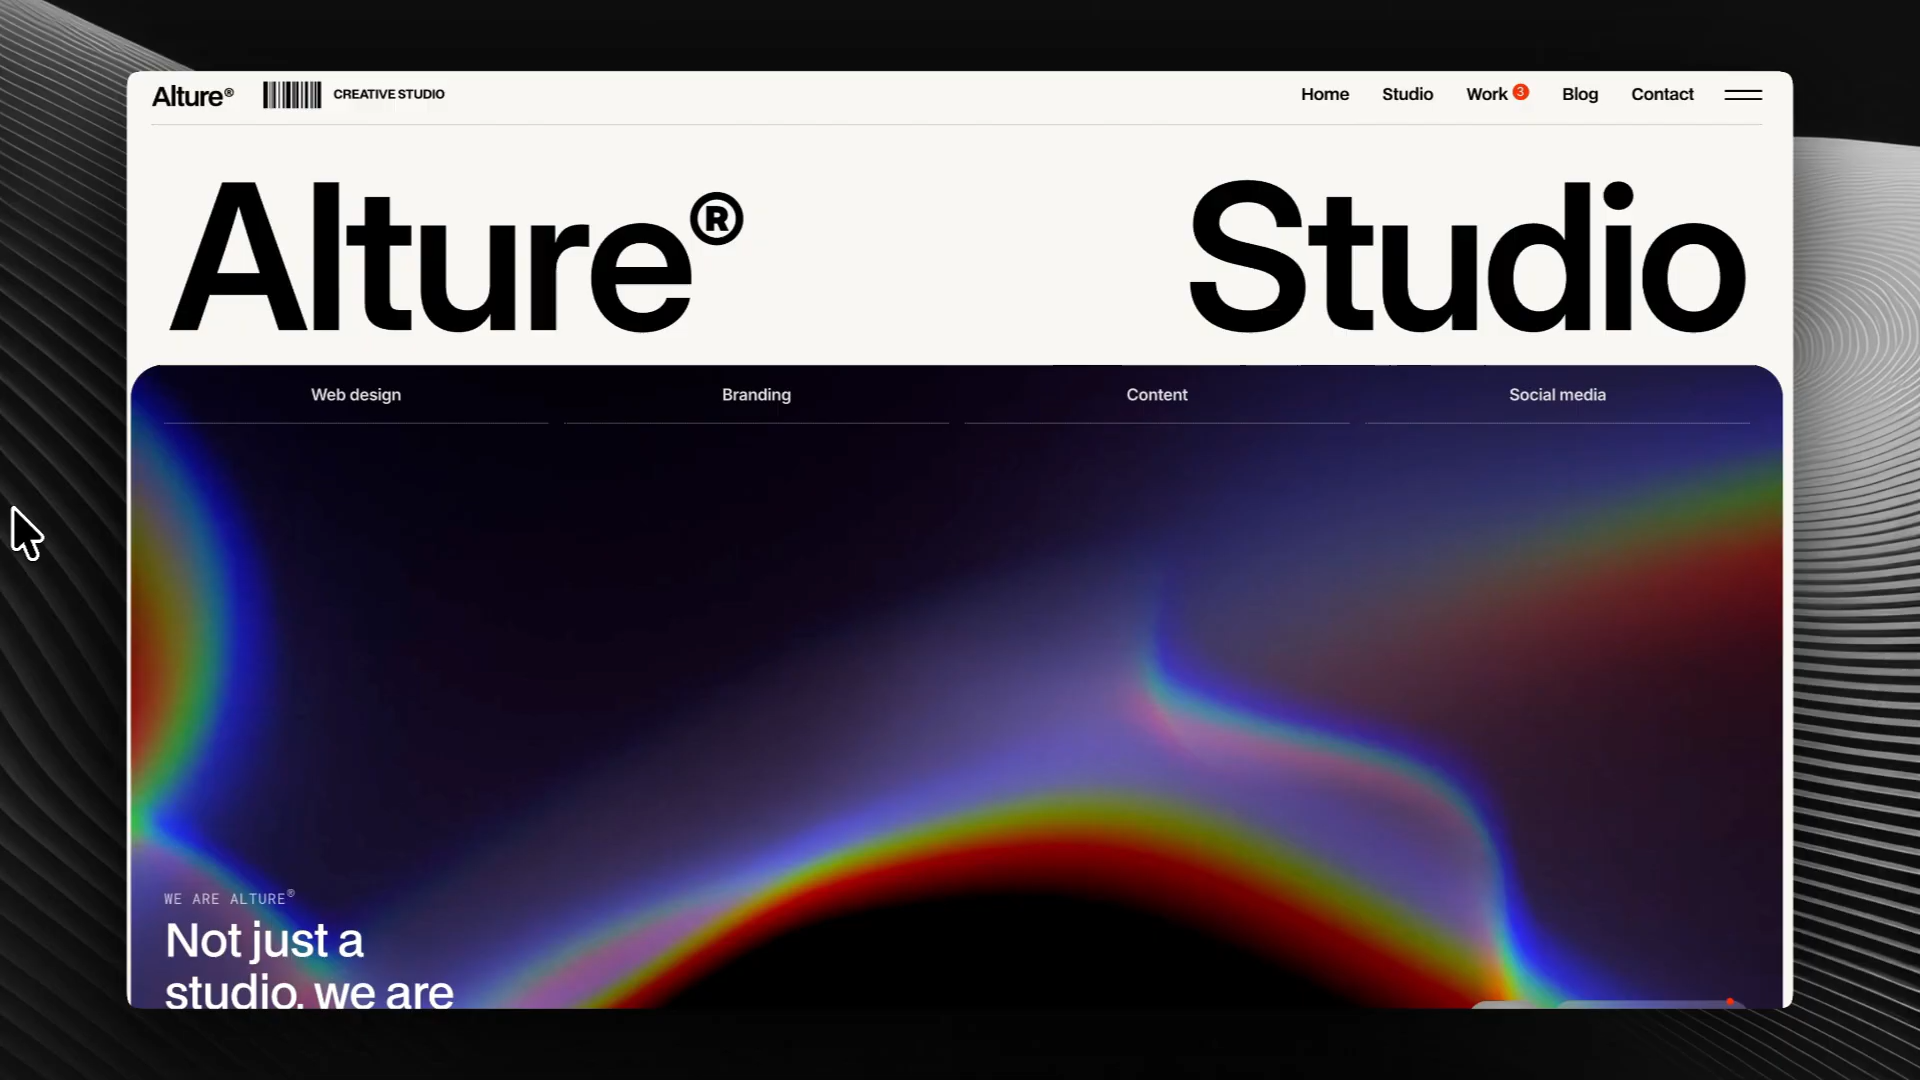 Alture® CREATIVE STUDIO Home Studio Work 3 Blog Contact
Alture® Studio
Web design Branding Content Social media
WE ARE ALTURE®
Not just a
studio, we are